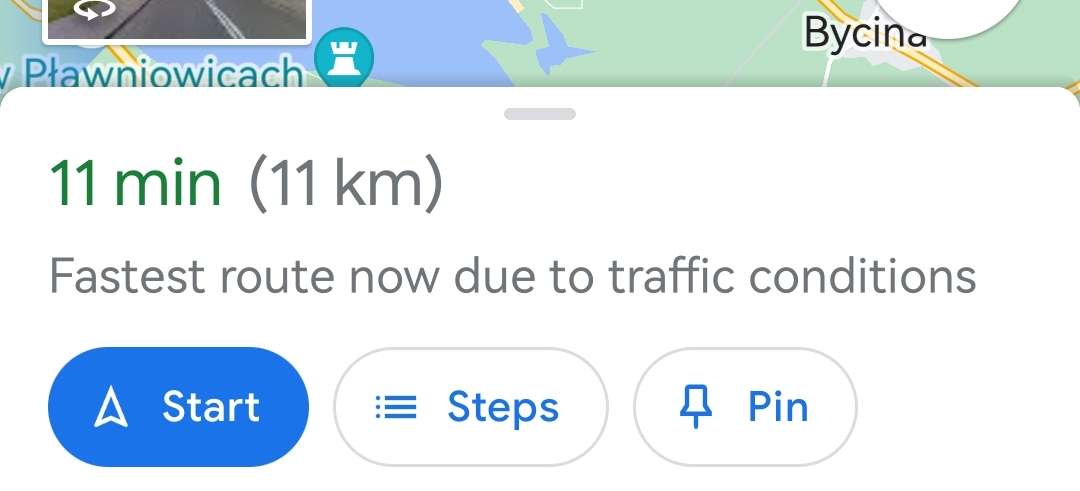 Bycina
w Pławniowicach
11 min (11 km)
Fastest route now due to traffic conditions
Start Steps Pin